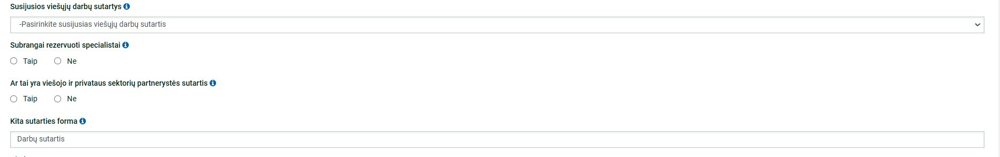 Susijusios viešųjų darbų sutartys
-Pasirinkite susijusias viešųjų darbų sutartis
Subrangai rezervuoti specialistai
Taip Ne
Ar tai yra viešojo ir privataus sektorių partnerystės sutartis
Taip Ne
Kita sutarties forma
Darbų sutartis